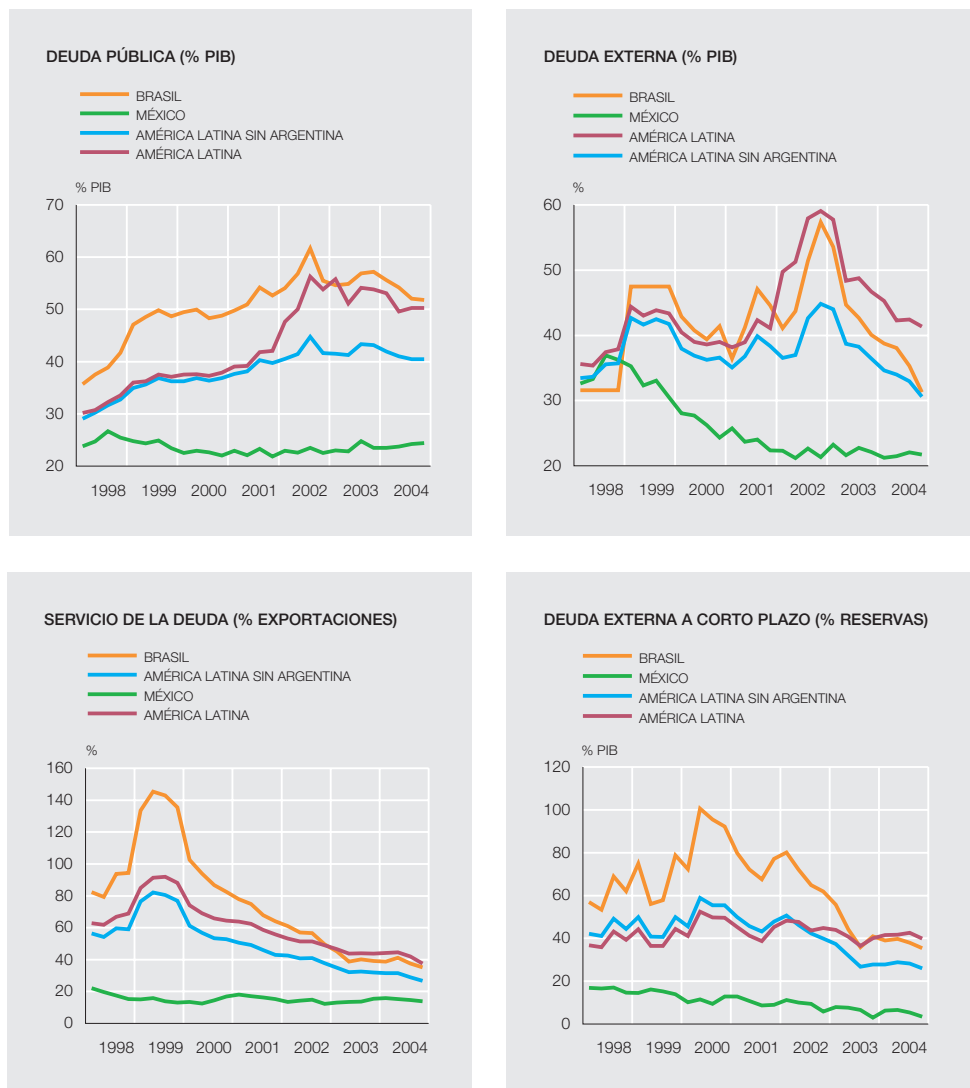 DEUDA PÚBLICA (% PIB)
BRASIL
MÉXICO
AMÉRICA LATINA SIN ARGENTINA
AMÉRICA LATINA
% PIB
70
60
50
40
30
20
1998 1999 2000 2001 2002 2003 2004
DEUDA EXTERNA (% PIB)
BRASIL
MÉXICO
AMÉRICA LATINA
AMÉRICA LATINA SIN ARGENTINA
%
60
50
40
30
20
1998 1999 2000 2001 2002 2003 2004
SERVICIO DE LA DEUDA (% EXPORTACIONES)
BRASIL
AMÉRICA LATINA SIN ARGENTINA
MÉXICO
AMÉRICA LATINA
%
160
140
120
100
80
60
40
20
0
1998 1999 2000 2001 2002 2003 2004
DEUDA EXTERNA A CORTO PLAZO (% RESERVAS)
BRASIL
MÉXICO
AMÉRICA LATINA SIN ARGENTINA
AMÉRICA LATINA
% PIB
120
100
80
60
40
20
0
1998 1999 2000 2001 2002 2003 2004